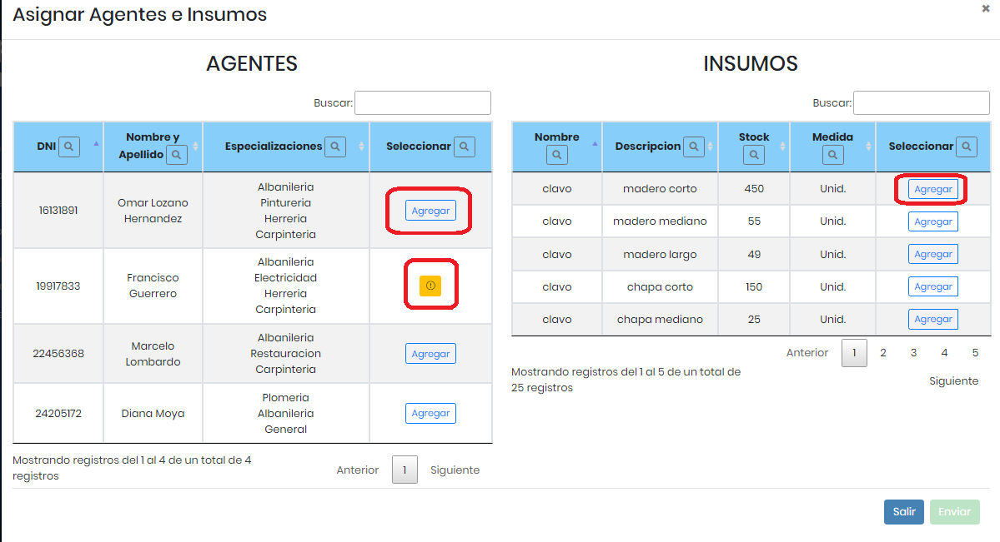 Asignar Agentes e Insumos
×
AGENTES
Buscar:
DNI
Nombre y
Apellido
Especializaciones
Seleccionar
16131891
Omar Lozano
Hernandez
Albanileria
Pintureria
Herreria
Carpinteria
Agregar
19917833
Francisco
Guerrero
Albanileria
Electricidad
Herreria
Carpinteria
22456368
Marcelo
Lombardo
Albanileria
Restauracion
Carpinteria
Agregar
24205172
Diana Moya
Plomeria
Albanileria
General
Agregar
Mostrando registros del 1 al 4 de un total de 4
registros
Anterior 1 Siguiente
INSUMOS
Buscar:
Nombre Descripcion Stock Medida Seleccionar
clavo madero corto 450 Unid. Agregar
clavo madero mediano 55 Unid. Agregar
clavo madero largo 49 Unid. Agregar
clavo chapa corto 150 Unid. Agregar
clavo chapa mediano 25 Unid. Agregar
Mostrando registros del 1 al 5 de un total de
25 registros
Anterior 1 2 3 4 5
Siguiente
Salir Enviar